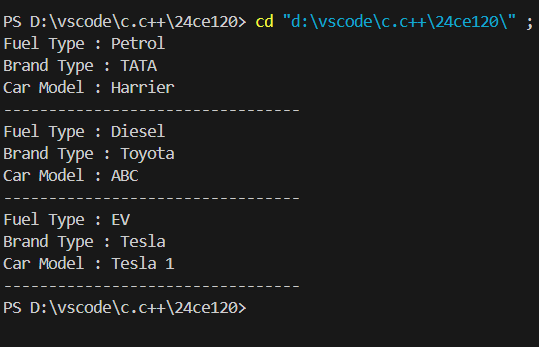 PS D:\vscode\c.c++\24ce120> cd "d:\vscode\c.c++\24ce120\" ;
Fuel Type : Petrol
Brand Type : TATA
Car Model : Harrier
---------------------------------
Fuel Type : Diesel
Brand Type : Toyota
Car Model : ABC
---------------------------------
Fuel Type : EV
Brand Type : Tesla
Car Model : Tesla 1
---------------------------------
PS D:\vscode\c.c++\24ce120>